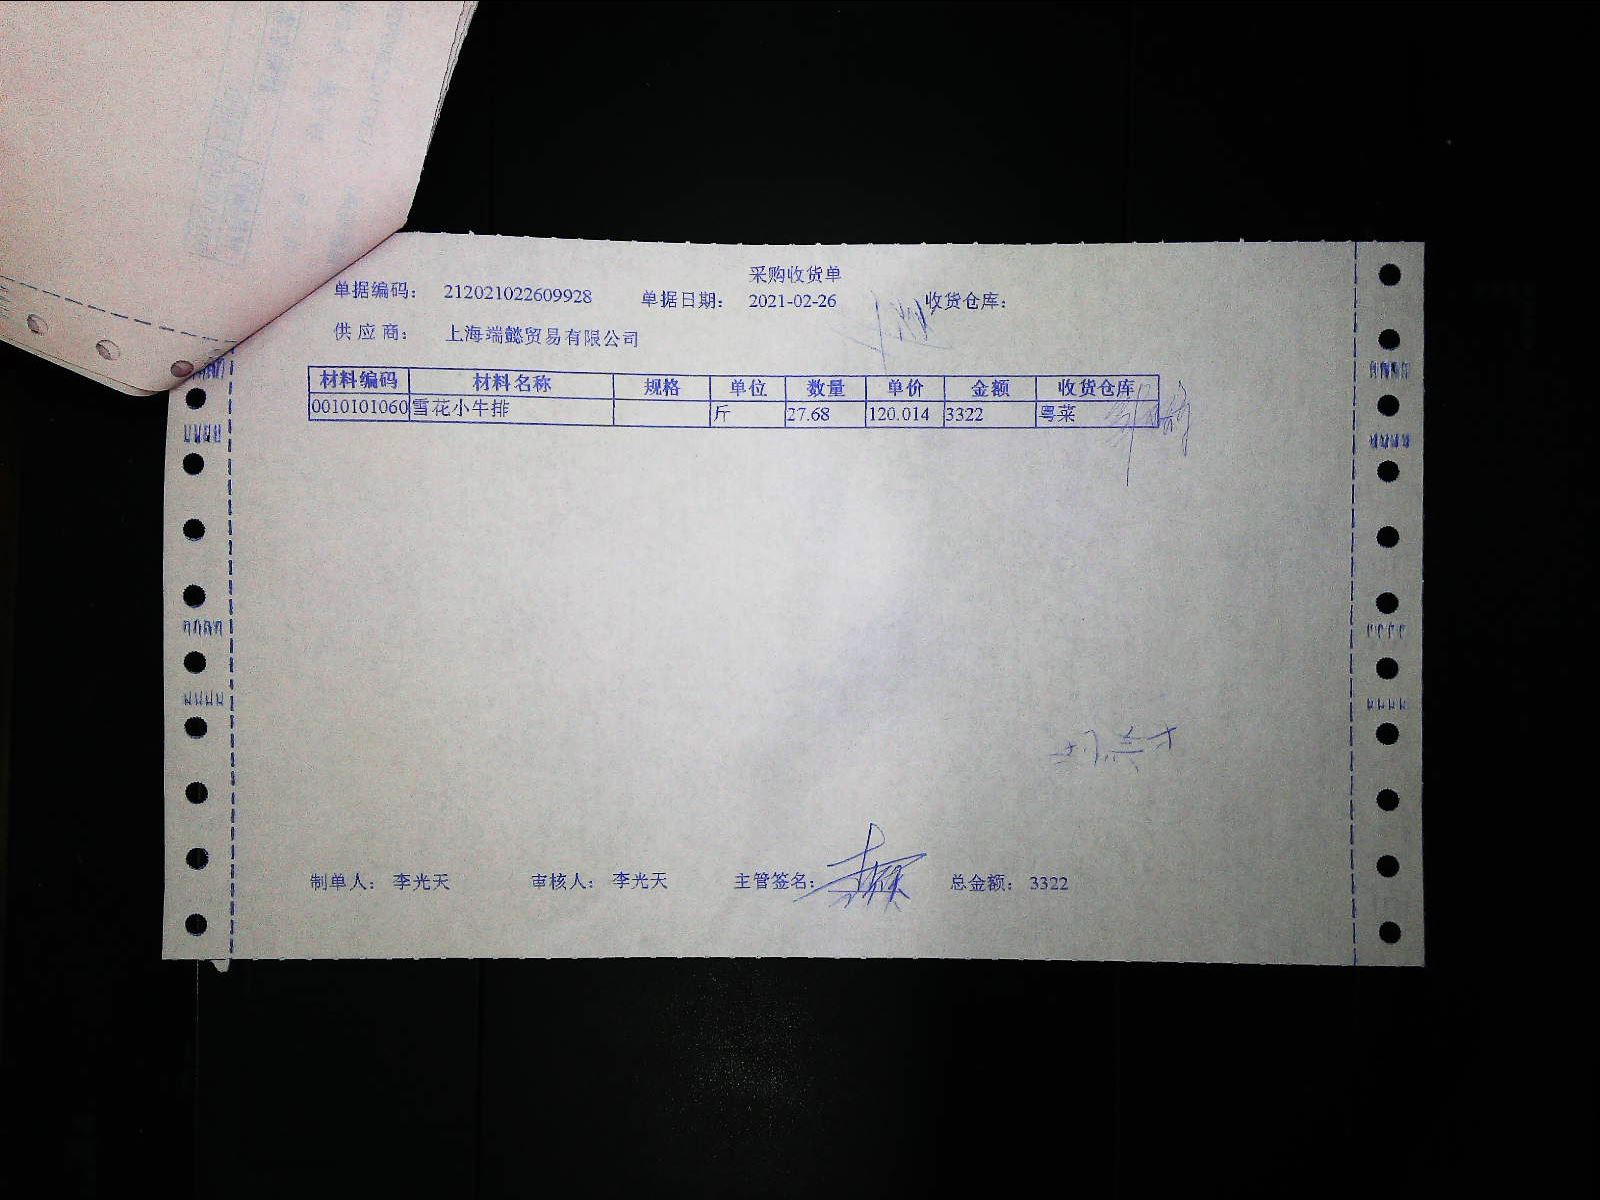 采购收货单
单据编码： 212021022609928 单据日期： 2021-02-26 收货仓库：
供应商： 上海端懿贸易有限公司
材料编码 材料名称 规格 单位 数量 单价 金额 收货仓库
0010101060 雪花小牛排 斤 27.68 120.014 3322 粤菜
制单人： 李光天 审核人： 李光天 主管签名： 总金额： 3322